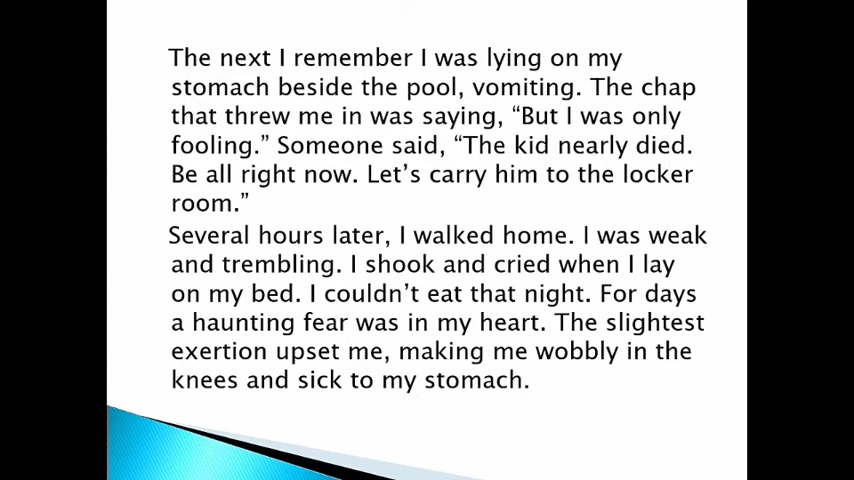 The next I remember I was lying on my
stomach beside the pool, vomiting. The chap
that threw me in was saying, “But I was only
fooling.” Someone said, “The kid nearly died.
Be all right now. Let’s carry him to the locker
room.”
Several hours later, I walked home. I was weak
and trembling. I shook and cried when I lay
on my bed. I couldn’t eat that night. For days
a haunting fear was in my heart. The slightest
exertion upset me, making me wobbly in the
knees and sick to my stomach.